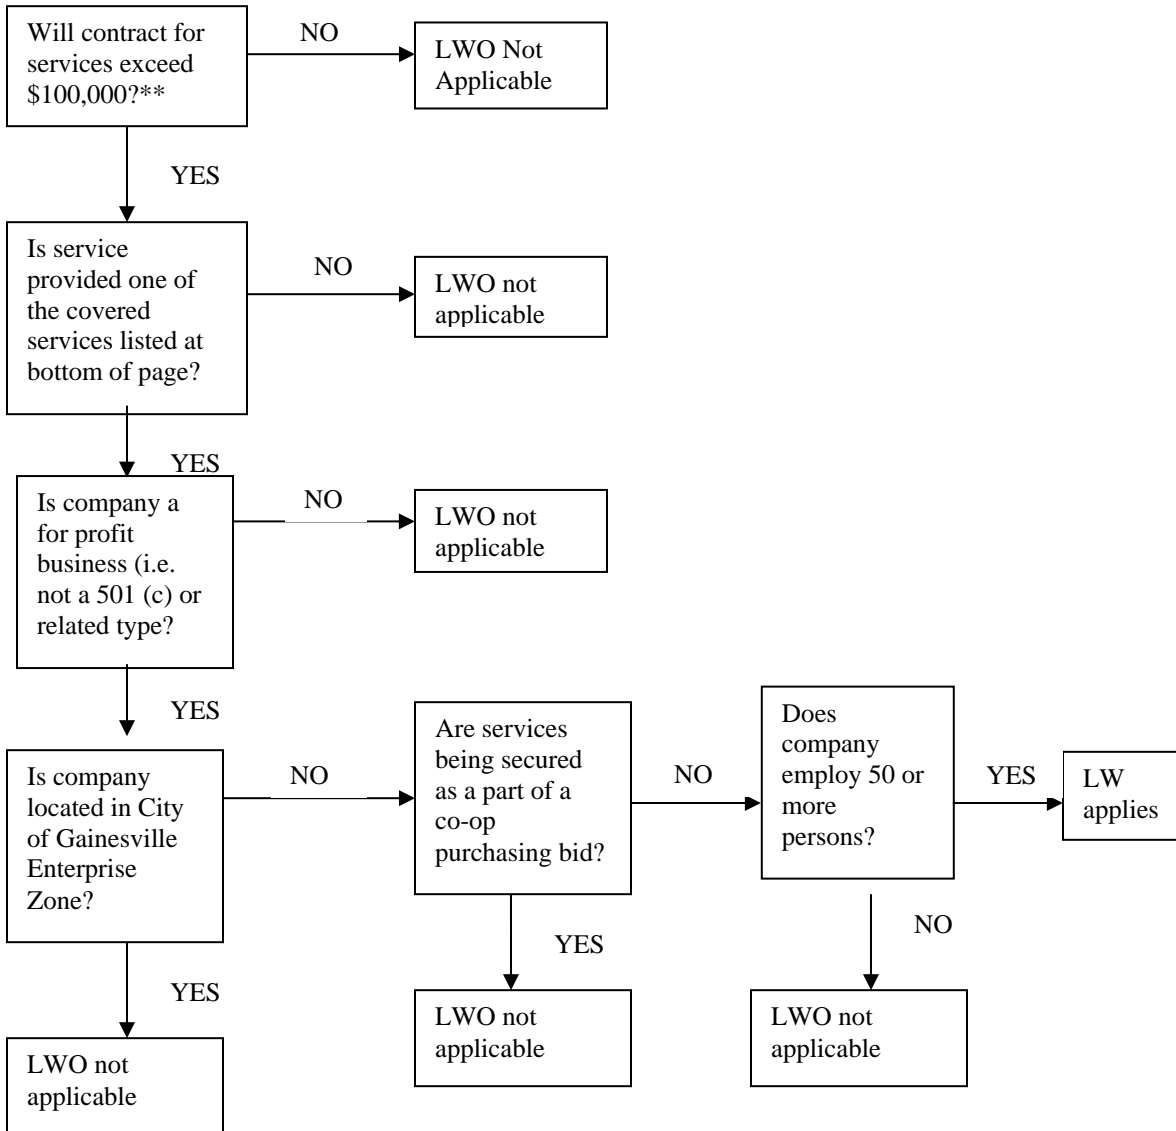 Will contract for
services exceed
$100,000?**
NO
LWO Not
Applicable
YES
Is service
provided one of
the covered
services listed at
bottom of page?
NO
LWO not
applicable
YES
Is company a
for profit
business (i.e.
not a 501 (c) or
related type?
NO
LWO not
applicable
YES
Is company
located in City
of Gainesville
Enterprise
Zone?
NO
Are services
being secured
as a part of a
co-op
purchasing bid?
NO
Does
company
employ 50 or
more
persons?
YES
LW
applies
YES
LWO not
applicable
YES
LWO not
applicable
NO
LWO not
applicable